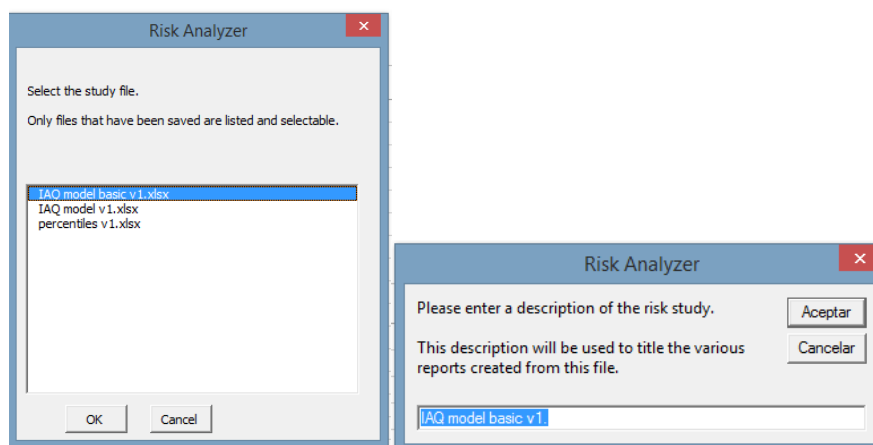 Risk Analyzer
Select the study file.
Only files that have been saved are listed and selectable.
IAQ model basic v1.xlsx
IAQ model v1.xlsx
percentiles v1.xlsx
OK
Cancel
Risk Analyzer
Please enter a description of the risk study.
Aceptar
This description will be used to title the various
reports created from this file.
Cancelar
IAQ model basic v1.